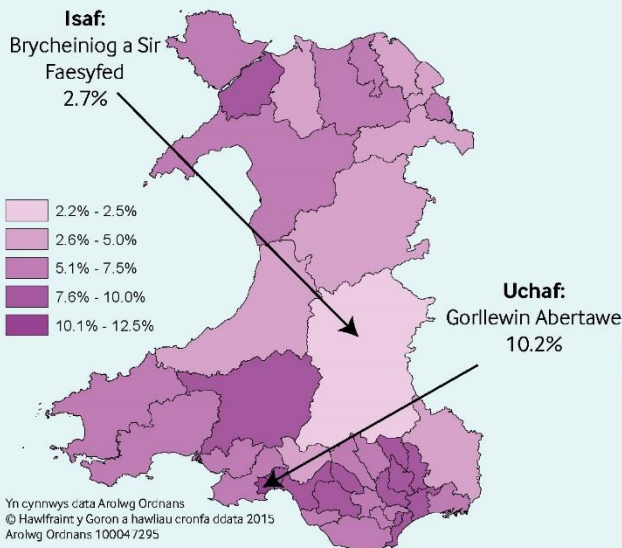 Isaf:
Brycheiniog a Sir
Faesyfed
2.7%
2.2% - 2.5%
2.6% - 5.0%
5.1% - 7.5%
7.6% - 10.0%
10.1% - 12.5%
Uchaf:
Gorllewin Abertawe
10.2%
Yn cynnwys data Arolwg Ordnans
© Hawlfraint y Goron a hawliau cronfa ddata 2015
Arolwg Ordnans 100047295